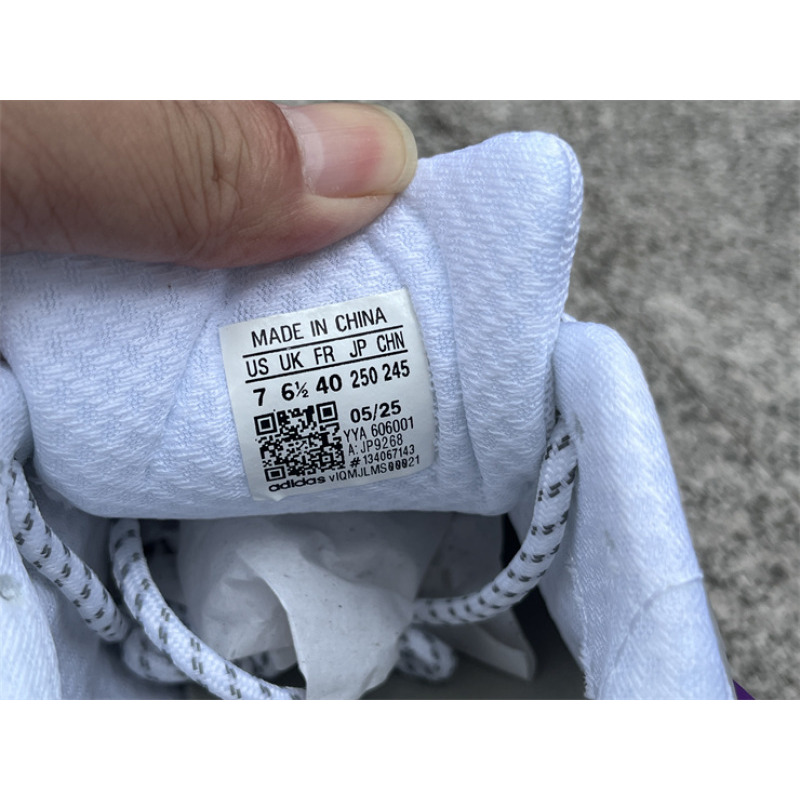 MADE IN CHINA
US UK FR JP CHN
7 6½ 40 250 245
05/25
YYA 606001
A: JP9268
# 134067143
adidas vIQMJLMS00021